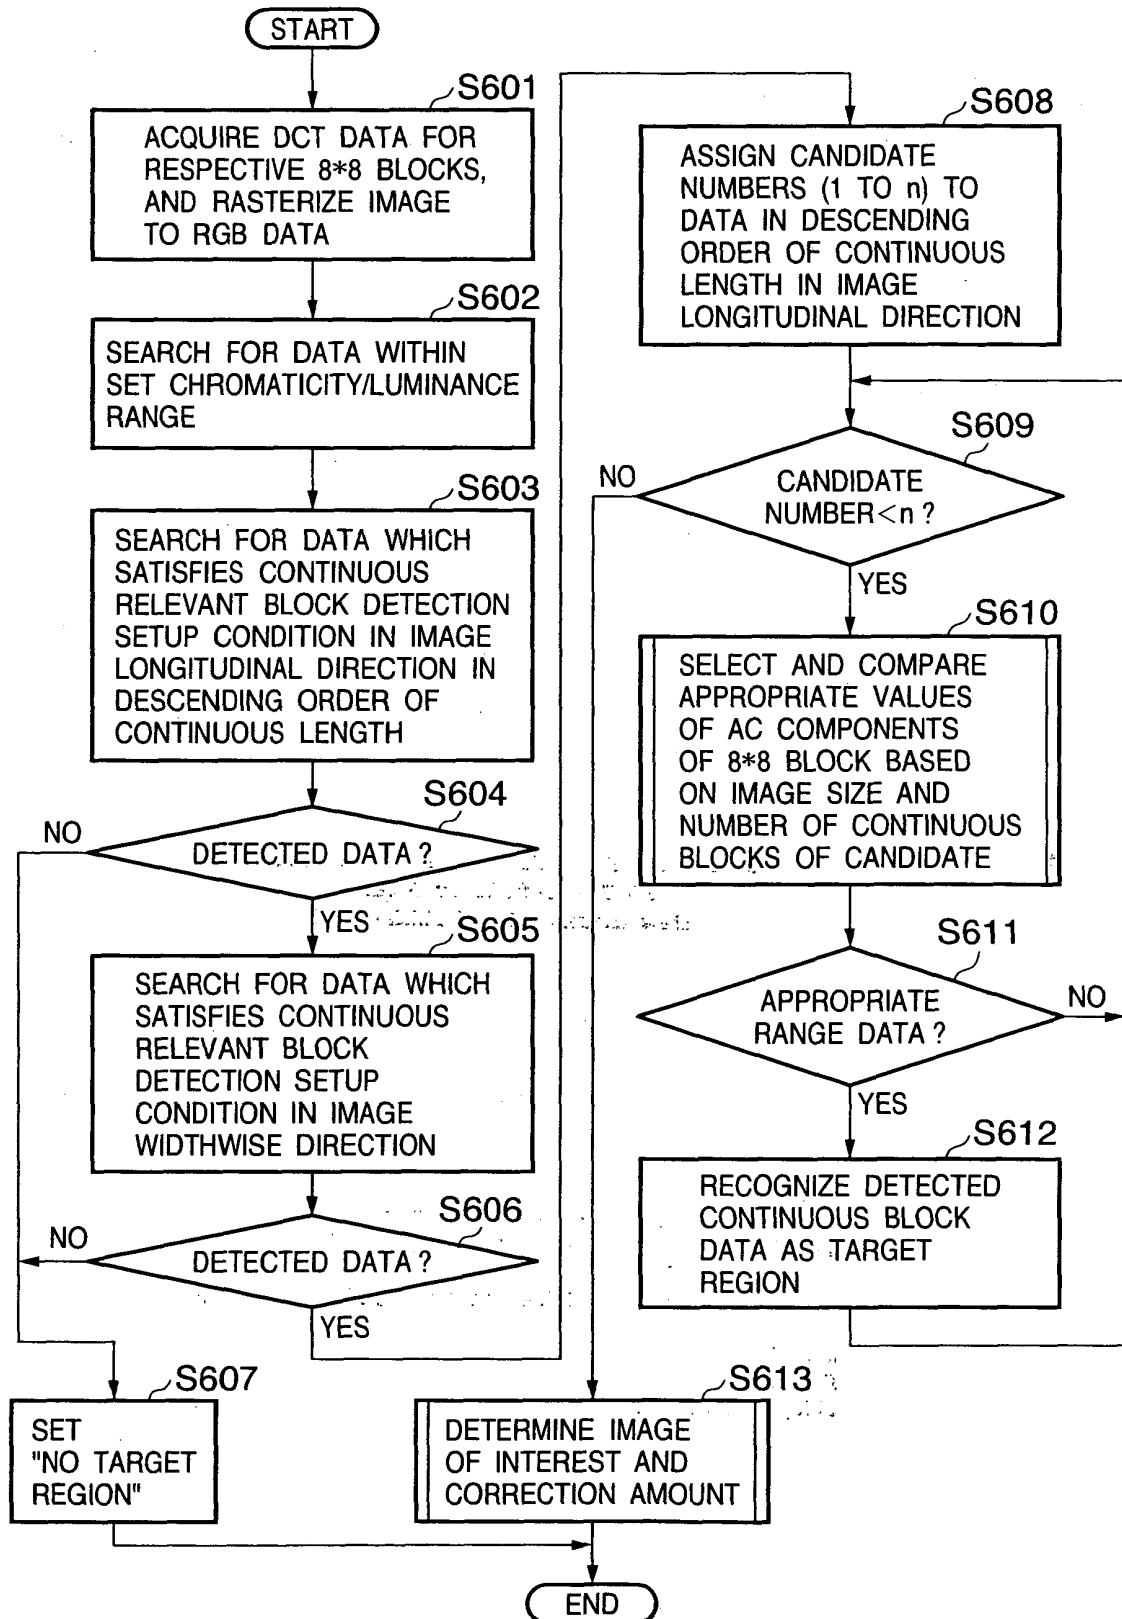 START
S601
ACQUIRE DCT DATA FOR
RESPECTIVE 8*8 BLOCKS,
AND RASTERIZE IMAGE
TO RGB DATA
S602
SEARCH FOR DATA WITHIN
SET CHROMATICITY/LUMINANCE
RANGE
S603
SEARCH FOR DATA WHICH
SATISFIES CONTINUOUS
RELEVANT BLOCK DETECTION
SETUP CONDITION IN IMAGE
LONGITUDINAL DIRECTION IN
DESCENDING ORDER OF
CONTINUOUS LENGTH
S604
NO
DETECTED DATA?
YES
S605
SEARCH FOR DATA WHICH
SATISFIES CONTINUOUS
RELEVANT BLOCK
DETECTION SETUP
CONDITION IN IMAGE
WIDTHWISE DIRECTION
S606
NO
DETECTED DATA?
YES
S607
SET
"NO TARGET
REGION"
S608
ASSIGN CANDIDATE
NUMBERS (1 TO n) TO
DATA IN DESCENDING
ORDER OF CONTINUOUS
LENGTH IN IMAGE
LONGITUDINAL DIRECTION
S609
NO
CANDIDATE
NUMBER<n?
YES
S610
SELECT AND COMPARE
APPROPRIATE VALUES
OF AC COMPONENTS
OF 8*8 BLOCK BASED
ON IMAGE SIZE AND
NUMBER OF CONTINUOUS
BLOCKS OF CANDIDATE
S611
APPROPRIATE
RANGE DATA?
NO
YES
S612
RECOGNIZE DETECTED
CONTINUOUS BLOCK
DATA AS TARGET
REGION
S613
DETERMINE IMAGE
OF INTEREST AND
CORRECTION AMOUNT
END